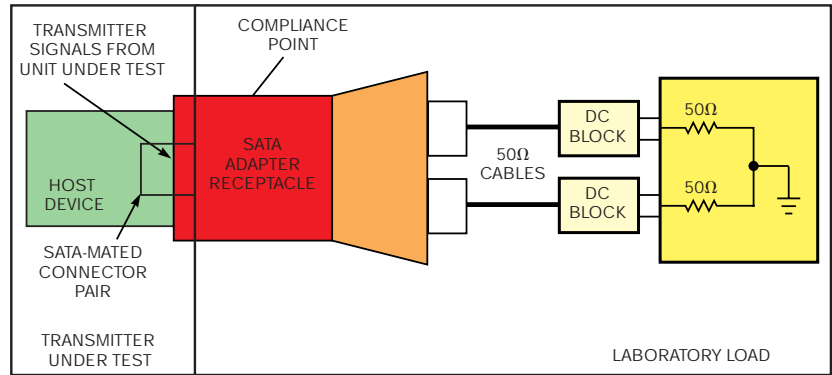 TRANSMITTER
SIGNALS FROM
UNIT UNDER TEST
COMPLIANCE
POINT
HOST
DEVICE
SATA
ADAPTER
RECEPTACLE
50Ω
CABLES
DC
BLOCK
DC
BLOCK
50Ω
50Ω
SATA-MATED
CONNECTOR
PAIR
TRANSMITTER
UNDER TEST
LABORATORY LOAD